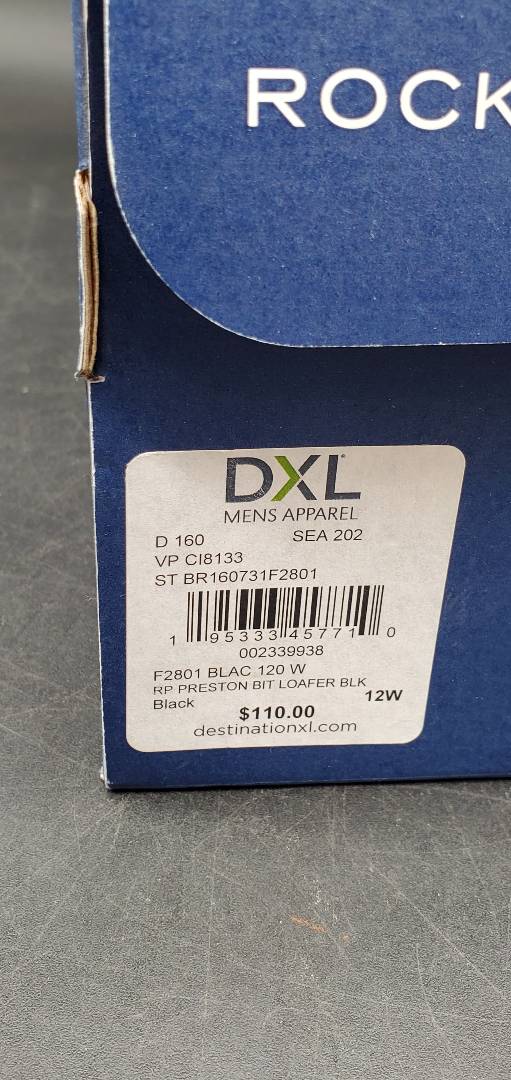 ROCK
DXL
MENS APPAREL
D 160 SEA 202
VP CI8133
ST BR160731F2801
1 95333 45771 0
002339938
F2801 BLAC 120 W
RP PRESTON BIT LOAFER BLK
Black 12W
$110.00
destinationxl.com